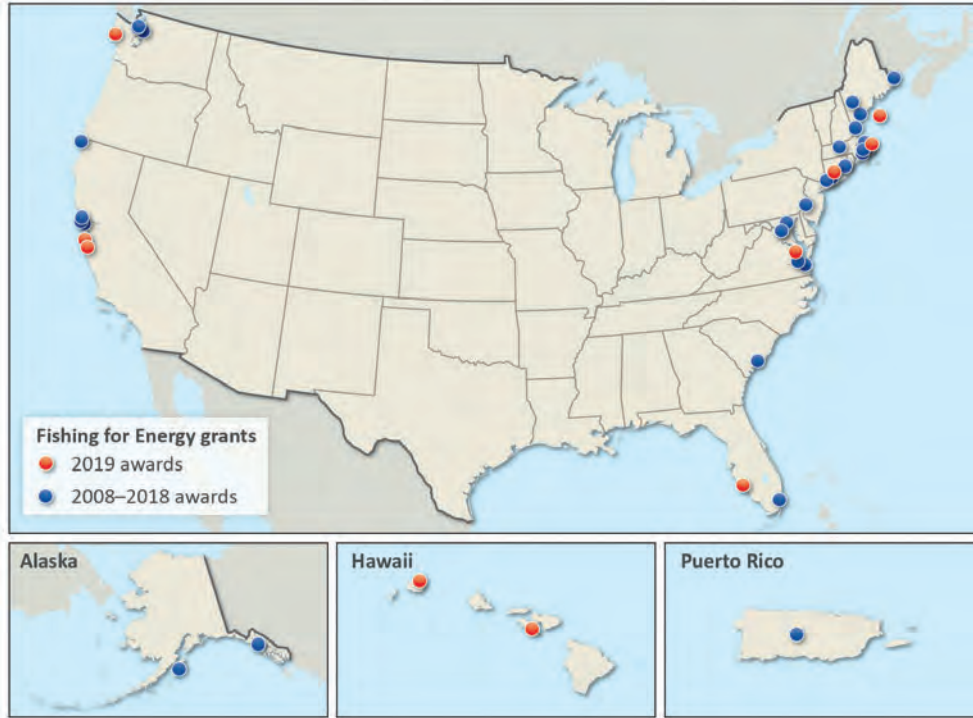 Fishing for Energy grants
2019 awards
2008–2018 awards
Alaska
Hawaii
Puerto Rico